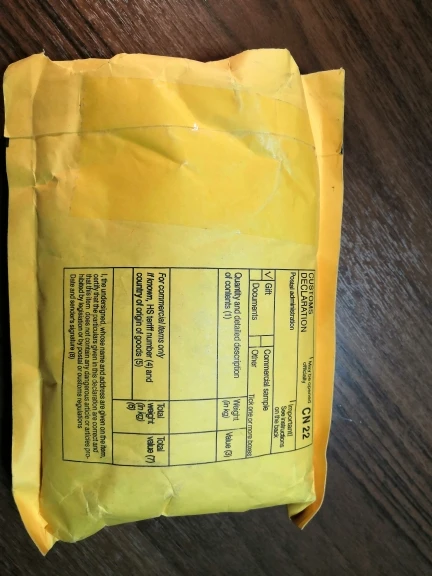 CUSTOMS
DECLARATION
May be opened
officially
CN 22
Postal administration
Important!
See instructions
on the back
√ Gift
Commercial sample
Documents
Other
Tick one or more boxes
Quantity and detailed description
of contents (1)
Weight
(in kg)
Value (3)
For commercial items only
If known, HS tariff number (4) and
country of origin of goods (5)
Total
weight
(in kg)
(6)
Total
value (7)
I, the undersigned, whose name and address are given on the item,
certify that the particulars given in this declaration are correct and
that this item does not contain any dangerous article or articles pro-
hibited by legislation or by postal or customs regulations
Date and sender's signature (8)